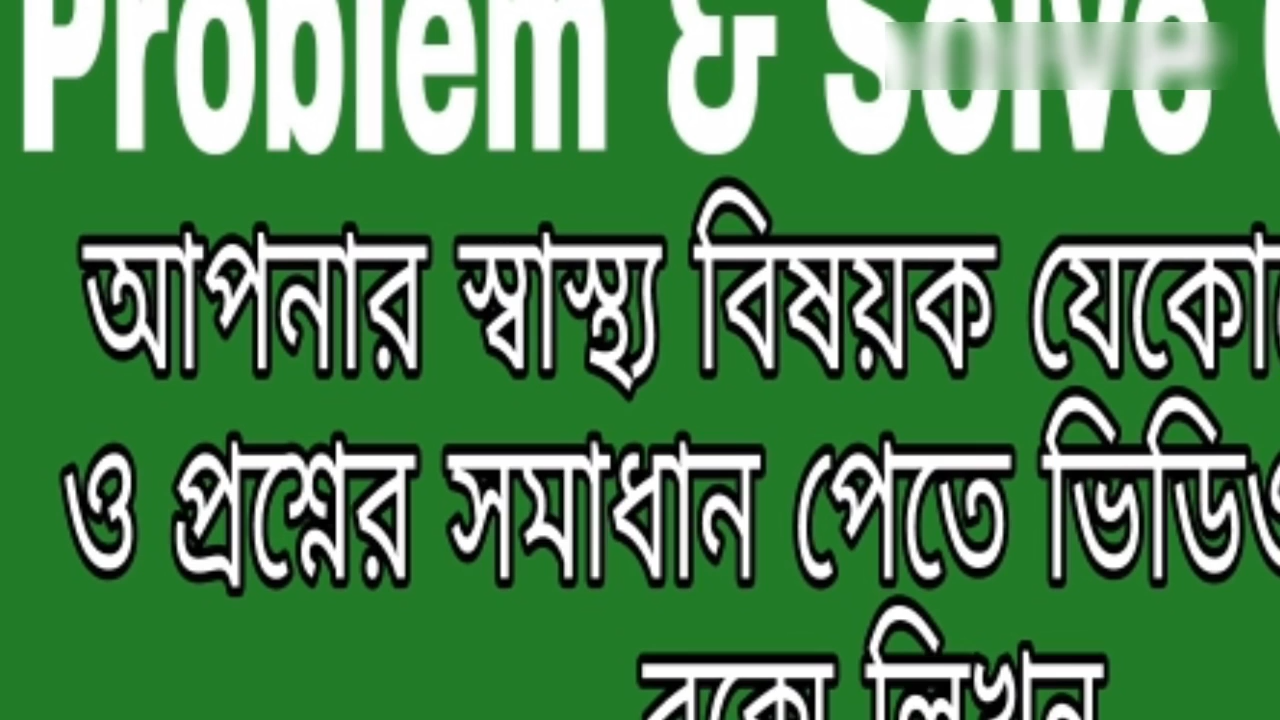 Problem & Solve
আপনার স্বাস্থ্য বিষয়ক
ও প্রশ্নের সমাধান পেতে
লিখুন